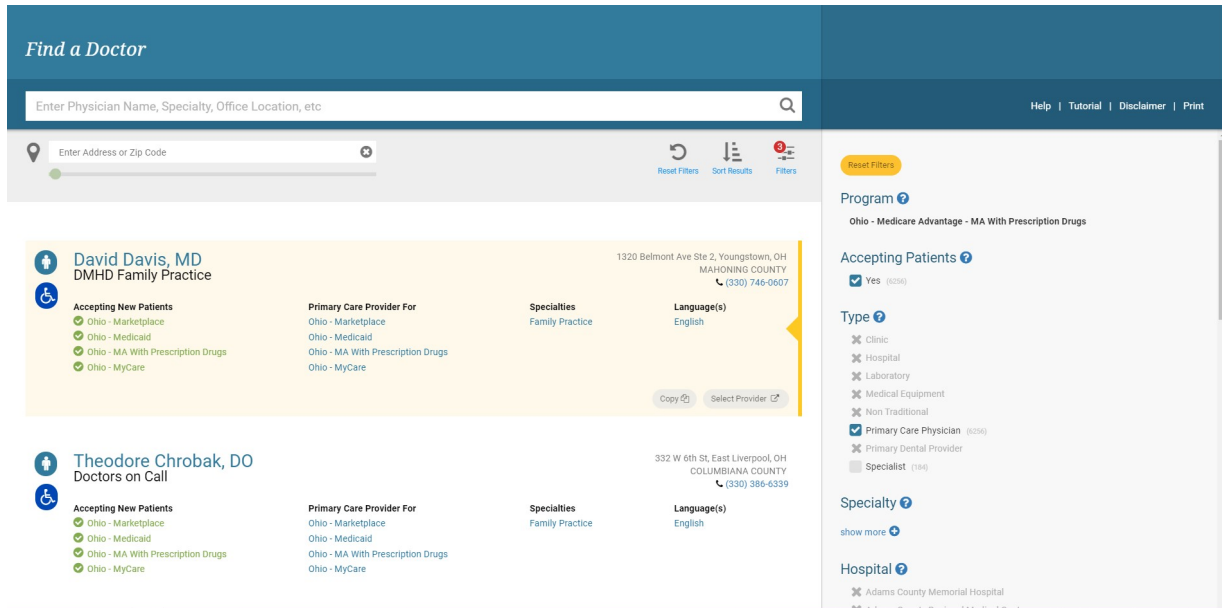 Find a Doctor
Enter Physician Name, Specialty, Office Location, etc
Help | Tutorial | Disclaimer | Print
Enter Address or Zip Code
Reset Filters
Sort Results
3
Filters
David Davis, MD
DMHD Family Practice
1320 Belmont Ave Ste 2, Youngstown, OH
MAHONING COUNTY
(330) 746-0607
Accepting New Patients
Ohio - Marketplace
Ohio - Medicaid
Ohio - MA With Prescription Drugs
Ohio - MyCare
Primary Care Provider For
Ohio - Marketplace
Ohio - Medicaid
Ohio - MA With Prescription Drugs
Ohio - MyCare
Specialties
Family Practice
Language(s)
English
Copy
Select Provider
Theodore Chrobak, DO
Doctors on Call
332 W 6th St, East Liverpool, OH
COLUMBIANA COUNTY
(330) 386-6339
Accepting New Patients
Ohio - Marketplace
Ohio - Medicaid
Ohio - MA With Prescription Drugs
Ohio - MyCare
Primary Care Provider For
Ohio - Marketplace
Ohio - Medicaid
Ohio - MA With Prescription Drugs
Ohio - MyCare
Specialties
Family Practice
Language(s)
English
Reset Filters
Program
Ohio - Medicare Advantage - MA With Prescription Drugs
Accepting Patients
Yes (6256)
Type
Clinic
Hospital
Laboratory
Medical Equipment
Non Traditional
Primary Care Physician (6256)
Primary Dental Provider
Specialist (184)
Specialty
show more
Hospital
Adams County Memorial Hospital